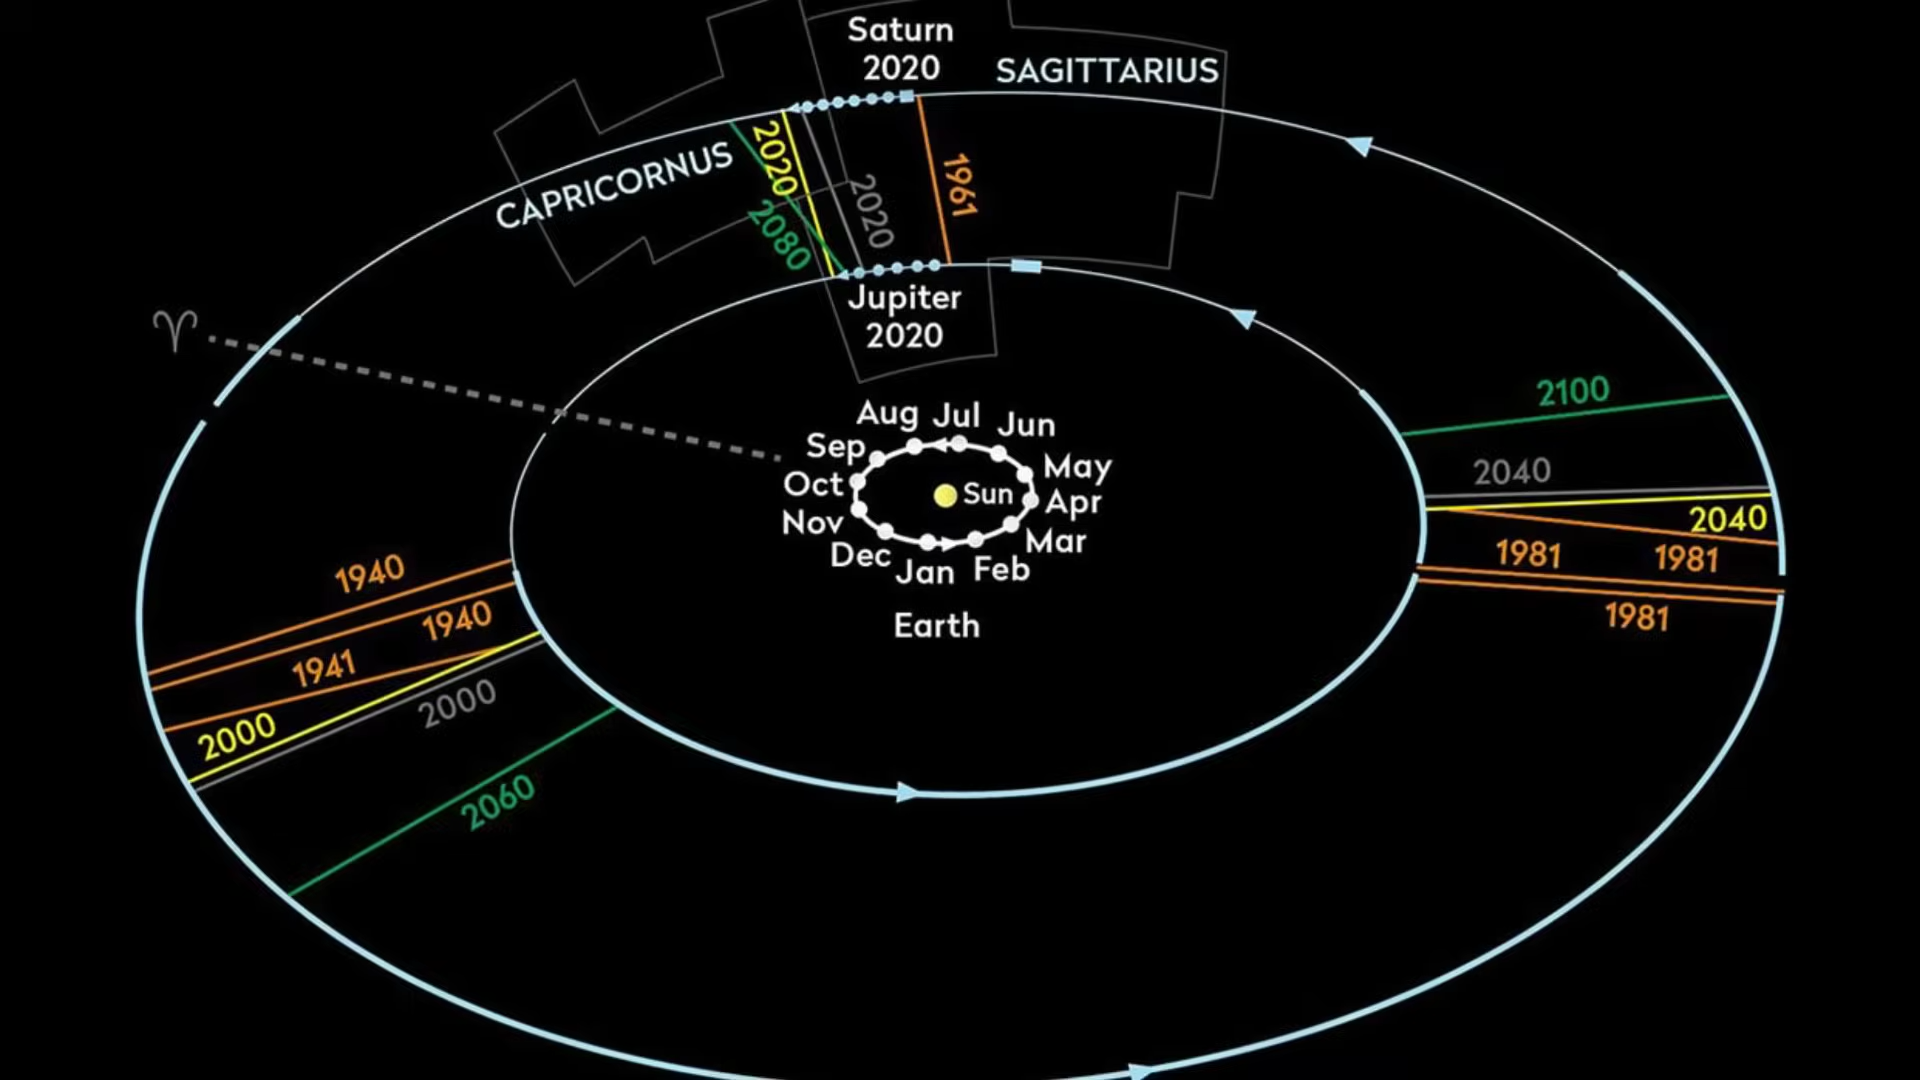 Saturn
2020
SAGITTARIUS
CAPRICORNUS
2020
2080
2020
1961
Jupiter
2020
♈
Aug Jul Jun
Sep
May
Oct
Sun
Apr
Nov
Mar
Dec
Jan
Feb
Earth
1940
1940
1941
2000
2000
2060
2100
2040
2040
1981
1981
1981